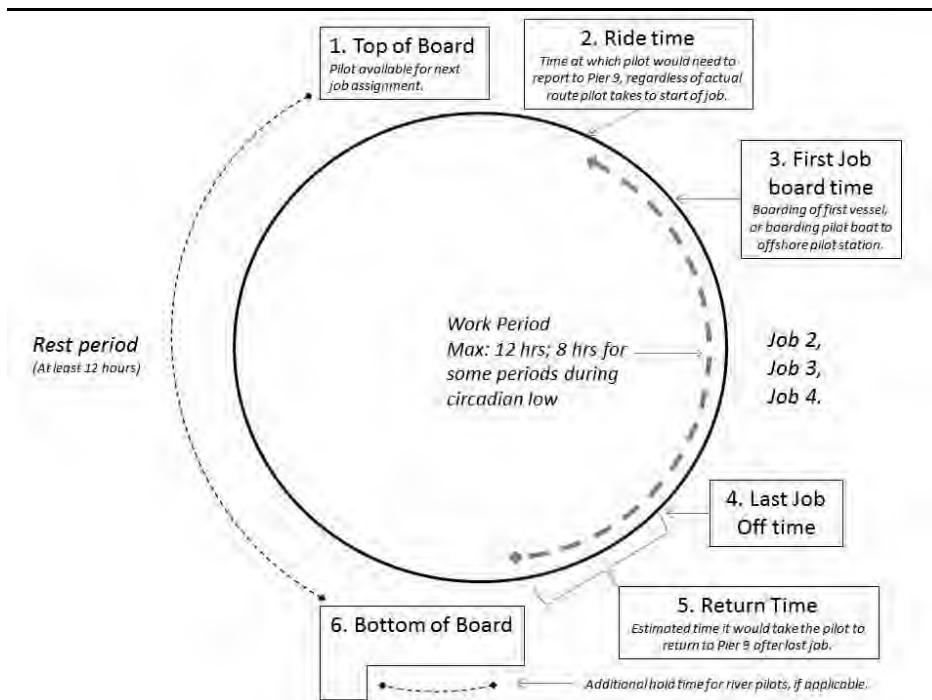 1. Top of Board
Pilot available for next
job assignment.
2. Ride time
Time at which pilot would need to
report to Pier 9, regardless of actual
route pilot takes to start of job.
3. First Job
board time
Boarding of first vessel,
or boarding pilot boat to
offshore pilot station.
Rest period
(At least 12 hours)
Work Period
Max: 12 hrs; 8 hrs for
some periods during
circadian low
Job 2,
Job 3,
Job 4.
4. Last Job
Off time
5. Return Time
Estimated time it would take the pilot to
return to Pier 9 after last job.
6. Bottom of Board
Additional hold time for river pilots, if applicable.